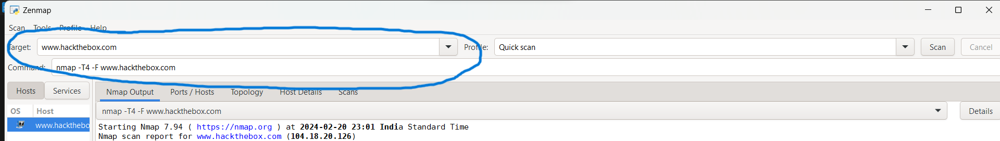 Zenmap
Scan Tools Profile Help
Target: www.hackthebox.com Profile: Quick scan Scan Cancel
Command: nmap -T4 -F www.hackthebox.com
Hosts Services Nmap Output Ports / Hosts Topology Host Details Scans
OS Host nmap -T4 -F www.hackthebox.com Details
www.hackthebo
Starting Nmap 7.94 ( https://nmap.org ) at 2024-02-20 23:01 India Standard Time
Nmap scan report for www.hackthebox.com (104.18.20.126)